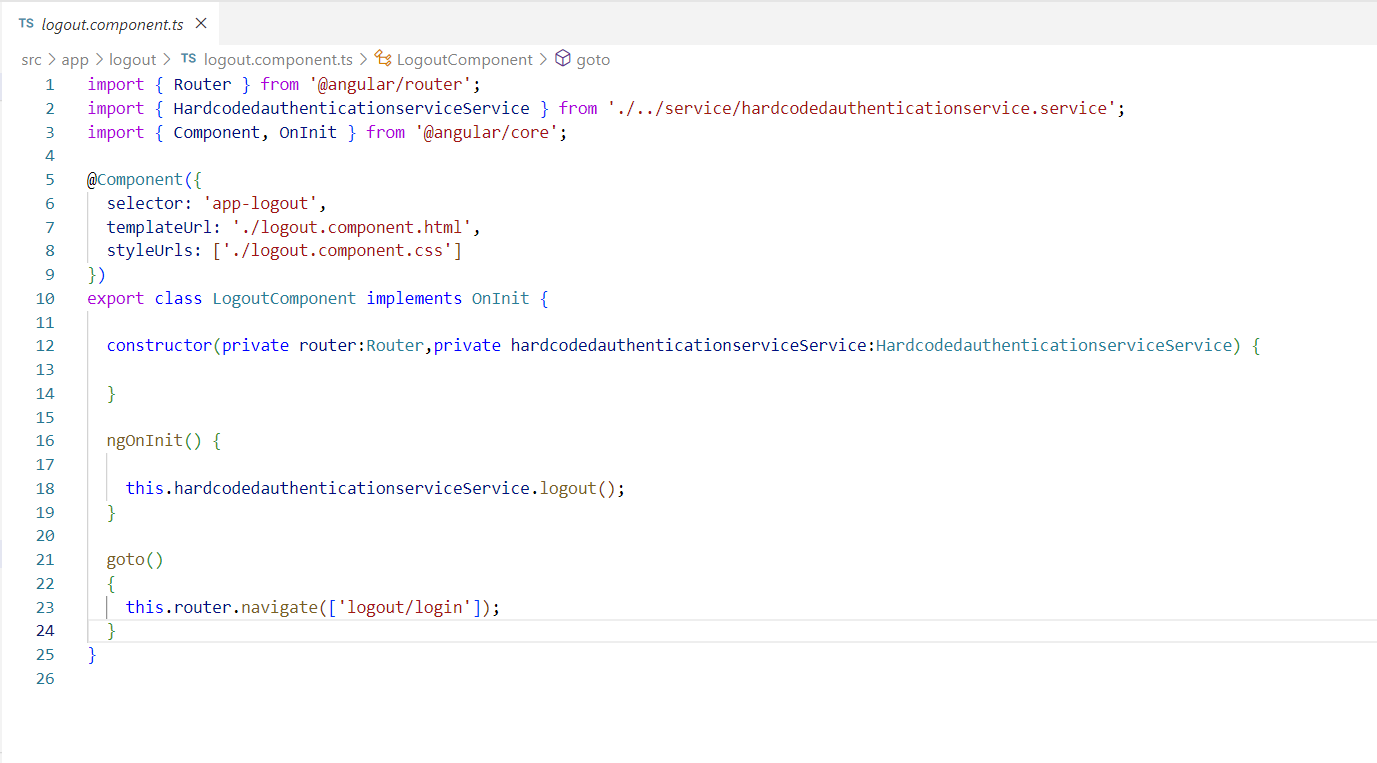 TS logout.component.ts ×
src > app > logout > TS logout.component.ts > LogoutComponent > goto
1 import { Router } from '@angular/router';
2 import { HardcodedauthenticationserviceService } from './../service/hardcodedauthenticationservice.service';
3 import { Component, OnInit } from '@angular/core';
4
5 @Component({
6   selector: 'app-logout',
7   templateUrl: './logout.component.html',
8   styleUrls: ['./logout.component.css']
9 })
10 export class LogoutComponent implements OnInit {
11
12   constructor(private router:Router,private hardcodedauthenticationserviceService:HardcodedauthenticationserviceService) {
13
14   }
15
16   ngOnInit() {
17
18     this.hardcodedauthenticationserviceService.logout();
19   }
20
21   goto()
22   {
23     this.router.navigate(['logout/login']);
24   }
25 }
26